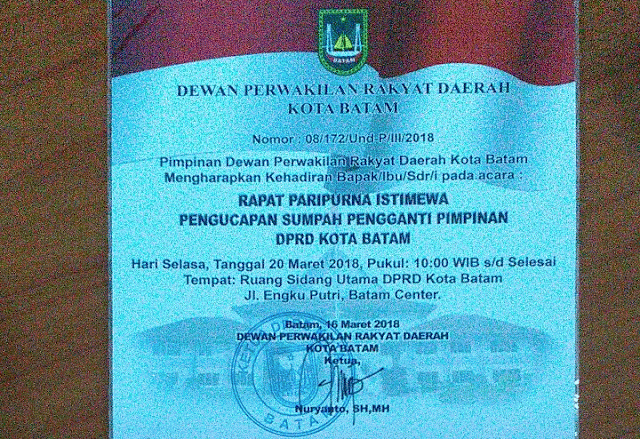 BATAM
DEWAN PERWAKILAN RAKYAT DAERAH
KOTA BATAM
Nomor : 08/172/Und-P/III/2018
Pimpinan Dewan Perwakilan Rakyat Daerah Kota Batam
Mengharapkan Kehadiran Bapak/Ibu/Sdr/i pada acara :
RAPAT PARIPURNA ISTIMEWA
PENGUCAPAN SUMPAH PENGGANTI PIMPINAN
DPRD KOTA BATAM
Hari Selasa, Tanggal 20 Maret 2018, Pukul: 10:00 WIB s/d Selesai
Tempat: Ruang Sidang Utama DPRD Kota Batam
Jl. Engku Putri, Batam Center.
Batam, 16 Maret 2018
DEWAN PERWAKILAN RAKYAT DAERAH
KOTA BATAM
Ketua,
Nuryanto, SH,MH
BATAM